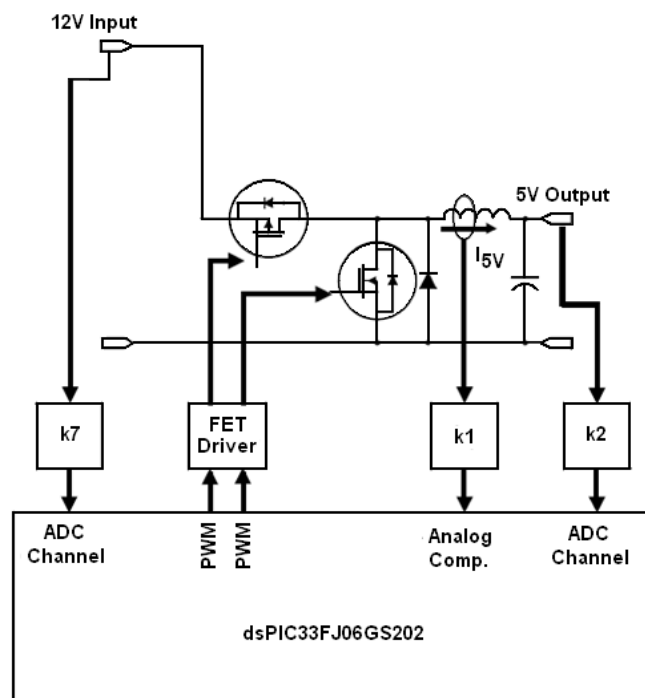 12V Input
5V Output
I5V
k7
FET
Driver
k1
k2
ADC
Channel
PWM
PWM
Analog
Comp.
ADC
Channel
dsPIC33FJ06GS202